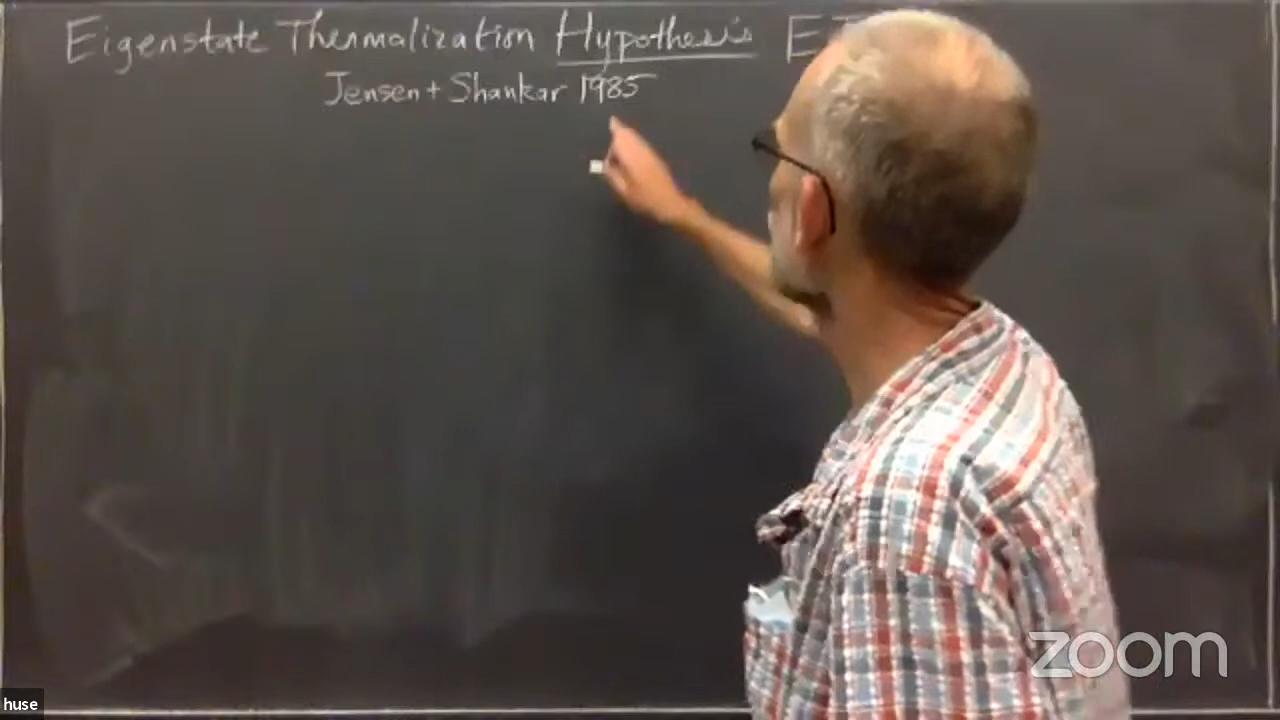 Eigenstate Thermalization Hypothesis
Jensen + Shankar 1985
zoom
huse